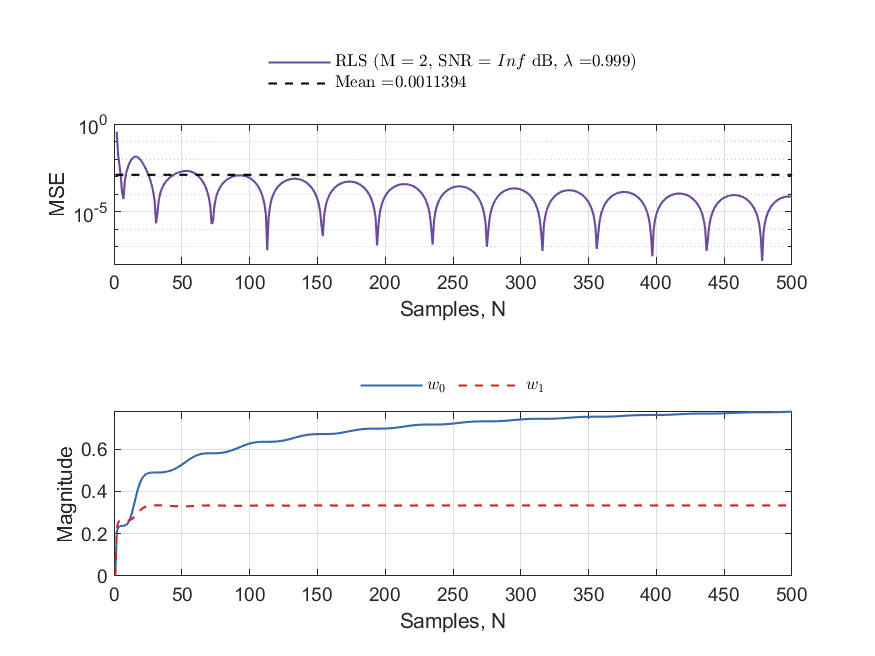 RLS (M = 2, SNR = Inf dB, λ =0.999)
Mean =0.0011394
10^0
10^-5
MSE
0 50 100 150 200 250 300 350 400 450 500
Samples, N
w_0 w_1
0.6
0.4
0.2
0
Magnitude
0 50 100 150 200 250 300 350 400 450 500
Samples, N